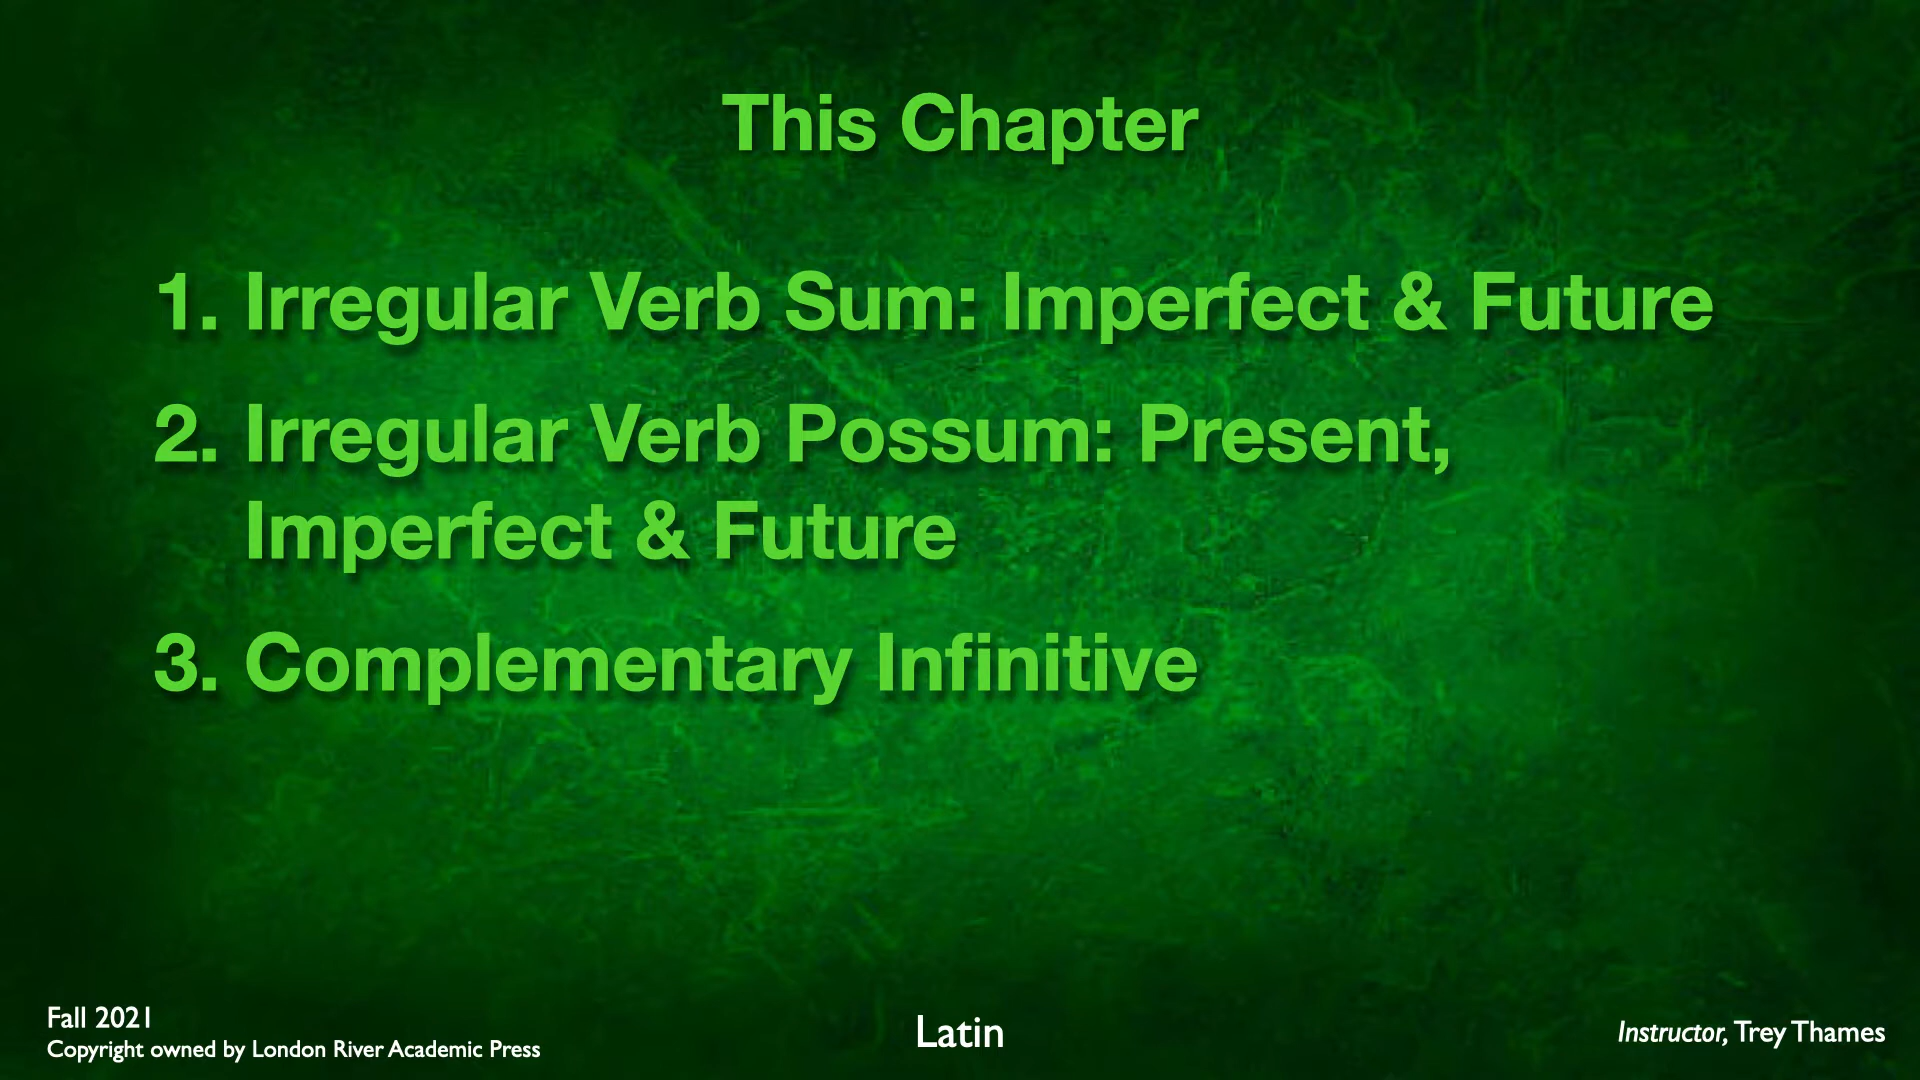 This Chapter
1. Irregular Verb Sum: Imperfect & Future
2. Irregular Verb Possum: Present,
Imperfect & Future
3. Complementary Infinitive
Fall 2021
Copyright owned by London River Academic Press
Latin
Instructor, Trey Thames